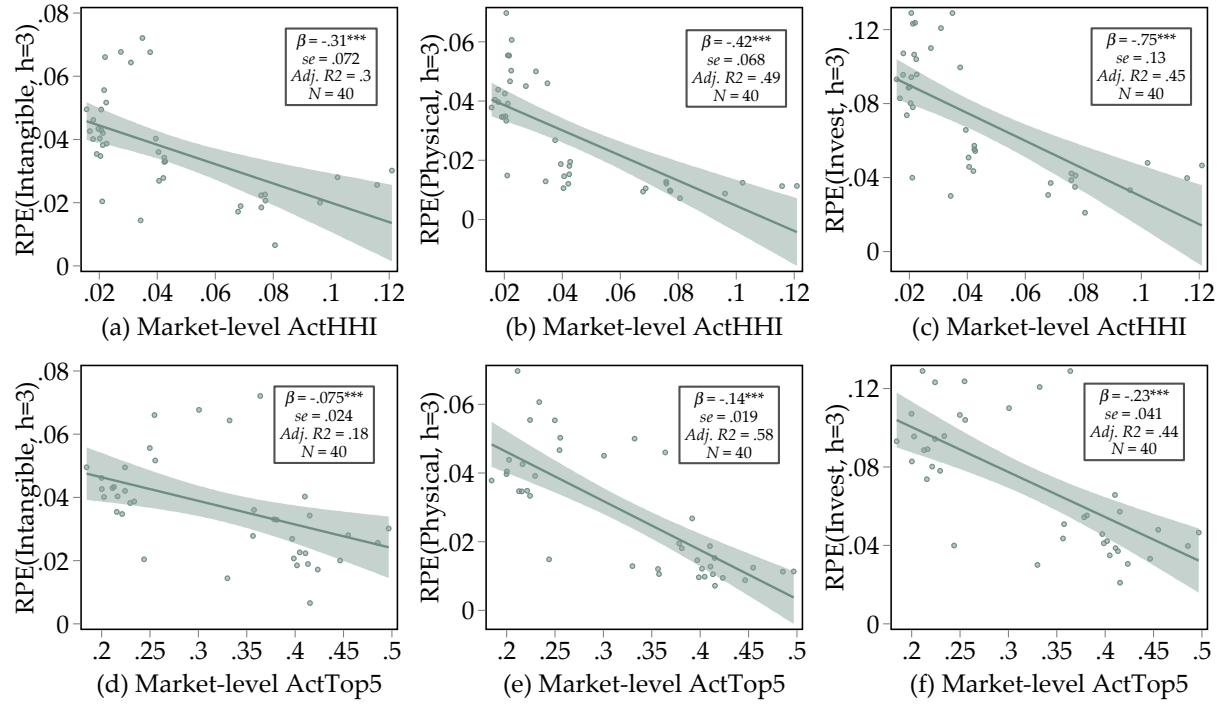 RPE(Intangible, h=3)
.08
.06
.04
.02
0
β = -.31***
se = .072
Adj. R2 = .3
N = 40
.02 .04 .06 .08 .1 .12
(a) Market-level ActHHI
RPE(Physical, h=3)
.06
.04
.02
0
β = -.42***
se = .068
Adj. R2 = .49
N = 40
.02 .04 .06 .08 .1 .12
(b) Market-level ActHHI
RPE(Invest, h=3)
.12
.08
.04
0
β = -.75***
se = .13
Adj. R2 = .45
N = 40
.02 .04 .06 .08 .1 .12
(c) Market-level ActHHI
RPE(Intangible, h=3)
.08
.06
.04
.02
0
β = -.075***
se = .024
Adj. R2 = .18
N = 40
.2 .25 .3 .35 .4 .45 .5
(d) Market-level ActTop5
RPE(Physical, h=3)
.06
.04
.02
0
β = -.14***
se = .019
Adj. R2 = .58
N = 40
.2 .25 .3 .35 .4 .45 .5
(e) Market-level ActTop5
RPE(Invest, h=3)
.12
.08
.04
0
β = -.23***
se = .041
Adj. R2 = .44
N = 40
.2 .25 .3 .35 .4 .45 .5
(f) Market-level ActTop5